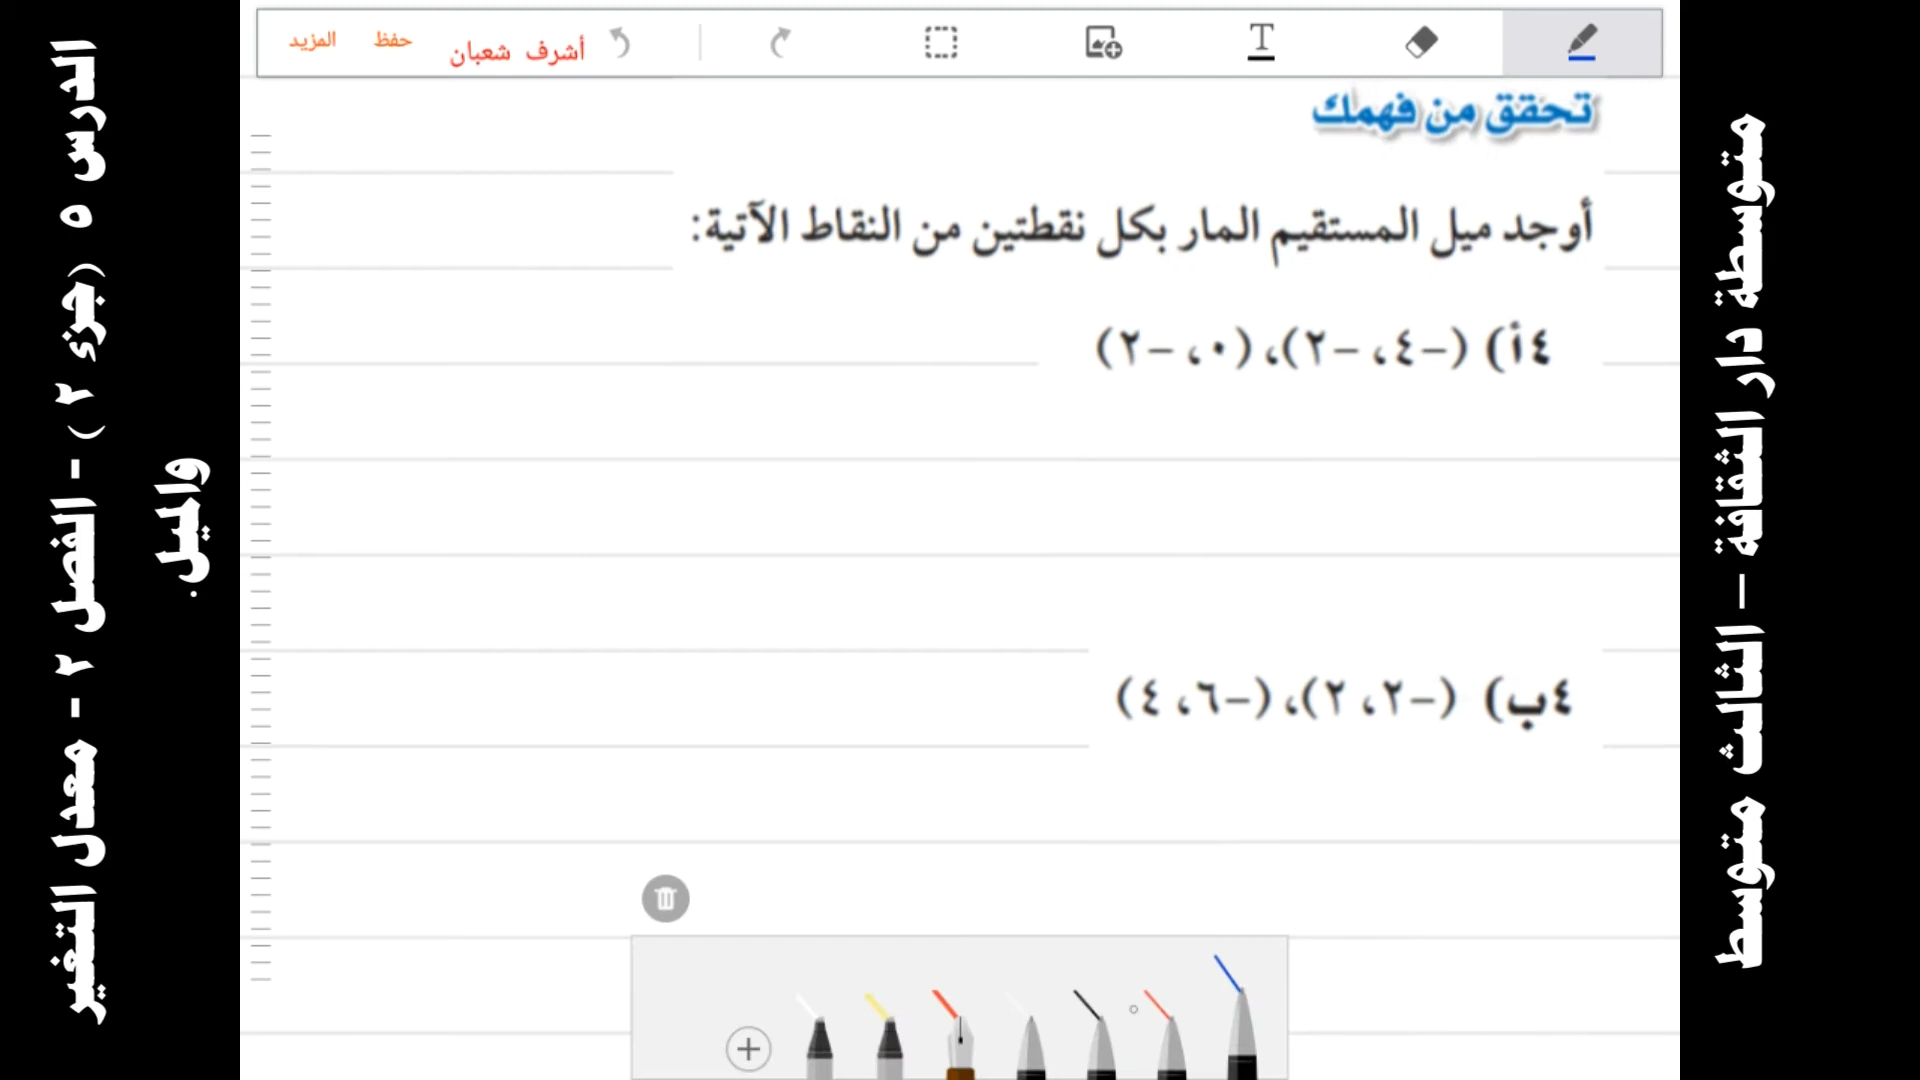 المزيد حفظ أشرف شعبان T
تحقق من فهمك
أوجد ميل المستقيم المار بكل نقطتين من النقاط الآتية:
٤أ) (-٤، -٢)، (٠، -٢)
٤ب) (-٢، ٢)، (-٦، ٤)
متوسطة دار الثقافة – الثالث متوسط
الدرس ٥ (جزء ٢) - الفصل ٢ - معدل التغيير
والميل.